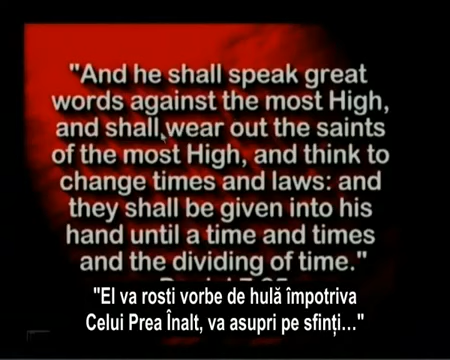 "And he shall speak great
words against the most High,
and shall wear out the saints
of the most High, and think to
change times and laws: and
they shall be given into his
hand until a time and times
and the dividing of time."
"El va rosti vorbe de hulă împotriva
Celui Prea Înalt, va asupri pe sfinți..."